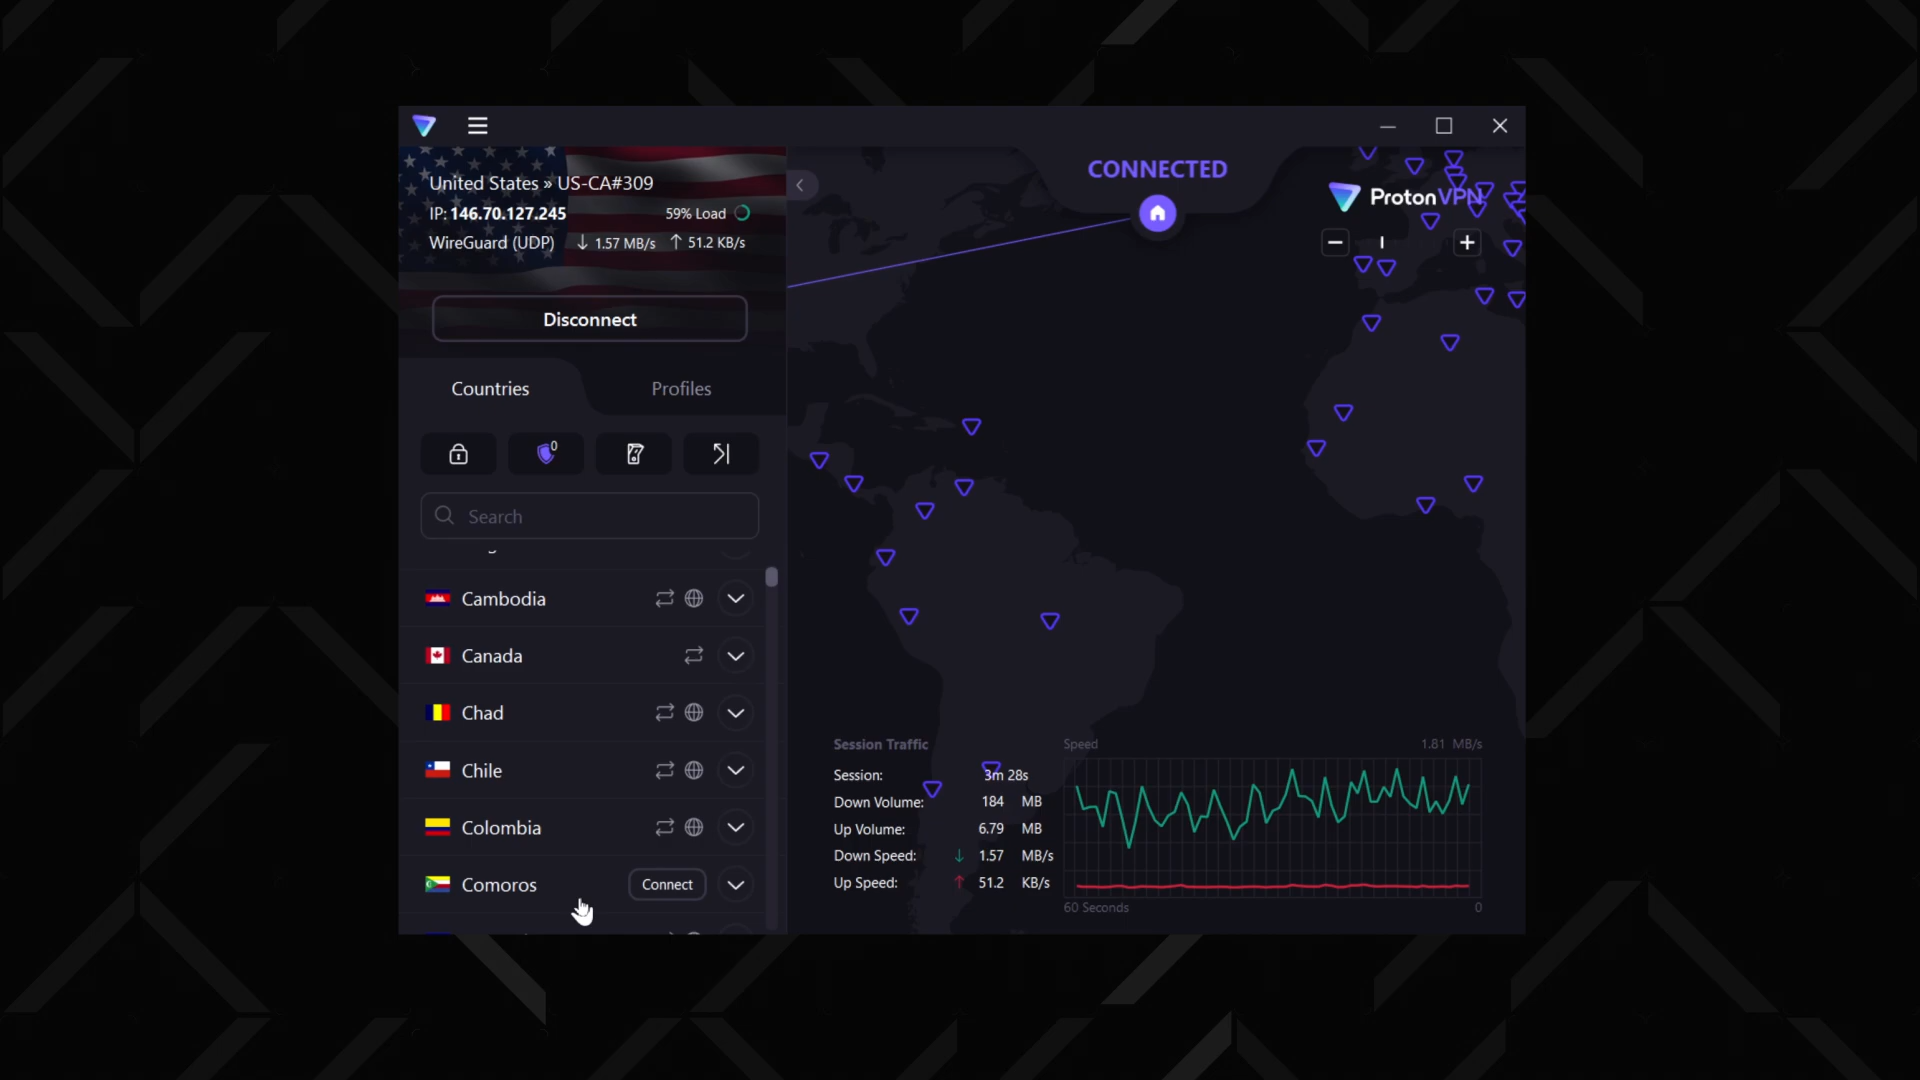 United States » US-CA#309
IP: 146.70.127.245 59% Load
WireGuard (UDP) ↓ 1.57 MB/s ↑ 51.2 KB/s
Disconnect
Countries Profiles
0
Search
Cambodia
Canada
Chad
Chile
Colombia
Comoros Connect
CONNECTED
ProtonVPN
Session Traffic
Session: 3m 28s
Down Volume: 184 MB
Up Volume: 6.79 MB
Down Speed: ↓ 1.57 MB/s
Up Speed: ↑ 51.2 KB/s
Speed 1.81 MB/s
60 Seconds 0